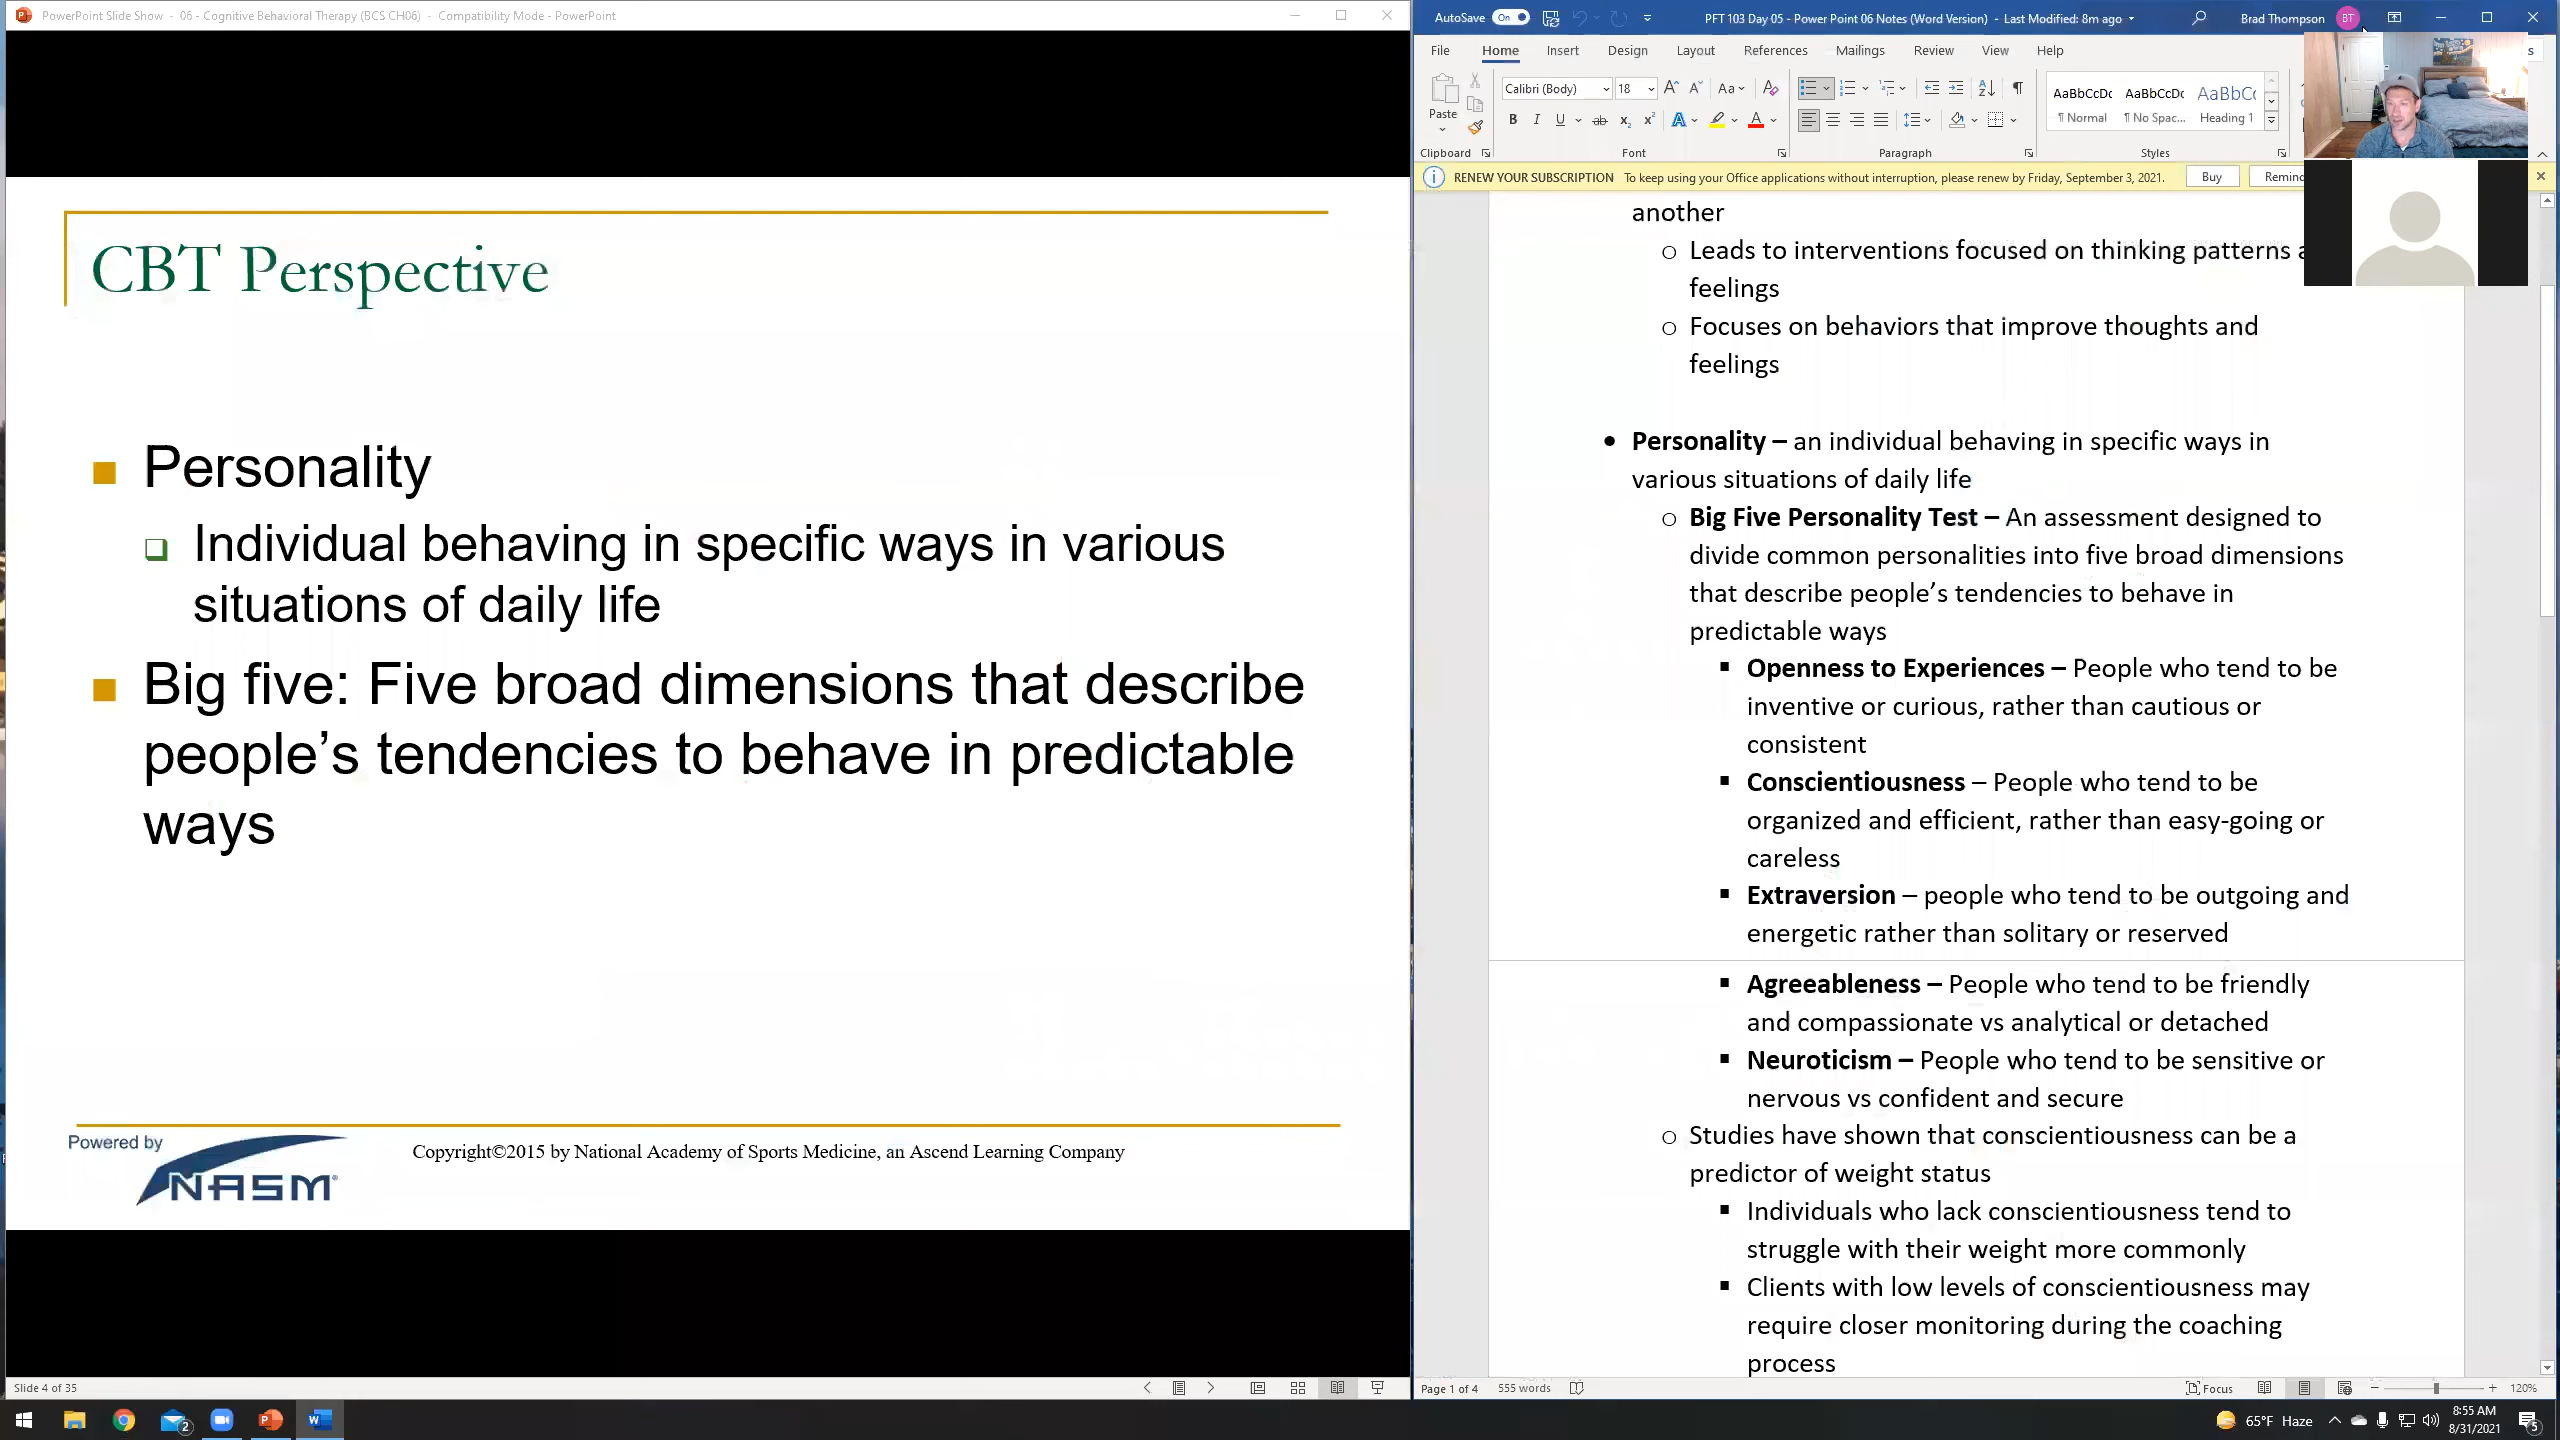 PowerPoint Slide Show - 06 - Cognitive Behavioral Therapy (BCS CH06) - Compatibility Mode - PowerPoint
CBT Perspective
Personality
Individual behaving in specific ways in various
situations of daily life
Big five: Five broad dimensions that describe
people’s tendencies to behave in predictable
ways
Powered by
NASM
Copyright©2015 by National Academy of Sports Medicine, an Ascend Learning Company
Slide 4 of 35
AutoSave On
PFT 103 Day 05 - Power Point 06 Notes (Word Version) - Last Modified: 8m ago
Brad Thompson BT
File Home Insert Design Layout References Mailings Review View Help
Paste
Calibri (Body) 18
AaBbCcDc AaBbCcDc AaBbC
¶ Normal ¶ No Spac... Heading 1
Clipboard Font Paragraph Styles
RENEW YOUR SUBSCRIPTION To keep using your Office applications without interruption, please renew by Friday, September 3, 2021. Buy
another
o Leads to interventions focused on thinking patterns
feelings
o Focuses on behaviors that improve thoughts and
feelings
• Personality – an individual behaving in specific ways in
various situations of daily life
o Big Five Personality Test – An assessment designed to
divide common personalities into five broad dimensions
that describe people’s tendencies to behave in
predictable ways
▪ Openness to Experiences – People who tend to be
inventive or curious, rather than cautious or
consistent
▪ Conscientiousness – People who tend to be
organized and efficient, rather than easy-going or
careless
▪ Extraversion – people who tend to be outgoing and
energetic rather than solitary or reserved
▪ Agreeableness – People who tend to be friendly
and compassionate vs analytical or detached
▪ Neuroticism – People who tend to be sensitive or
nervous vs confident and secure
o Studies have shown that conscientiousness can be a
predictor of weight status
▪ Individuals who lack conscientiousness tend to
struggle with their weight more commonly
▪ Clients with low levels of conscientiousness may
require closer monitoring during the coaching
process
Page 1 of 4 555 words Focus 120%
65°F Haze
8:55 AM
8/31/2021